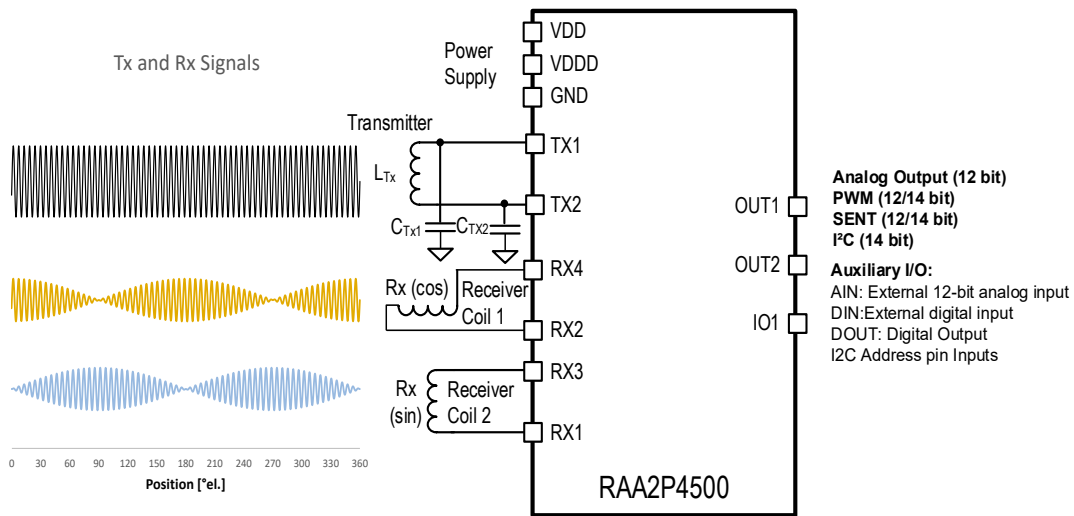 Tx and Rx Signals
0 30 60 90 120 150 180 210 240 270 300 330 360
Position [°el.]
Power
Supply
VDD
VDDD
GND
Transmitter
LTx
TX1
TX2
CTx1
CTX2
Rx (cos)
Receiver
Coil 1
RX4
RX2
Rx
(sin)
Receiver
Coil 2
RX3
RX1
OUT1
OUT2
IO1
RAA2P4500
Analog Output (12 bit)
PWM (12/14 bit)
SENT (12/14 bit)
I²C (14 bit)
Auxiliary I/O:
AIN: External 12-bit analog input
DIN:External digital input
DOUT: Digital Output
I2C Address pin Inputs